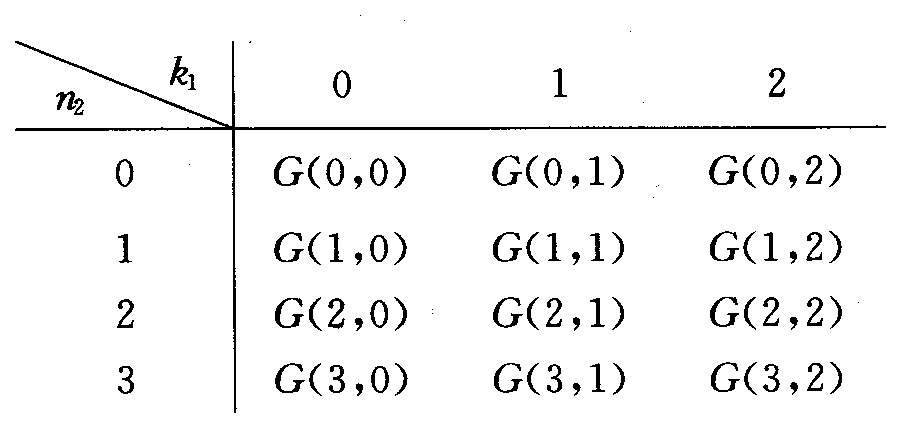 k₁ 0 1 2
n₂
0 G(0,0) G(0,1) G(0,2)
1 G(1,0) G(1,1) G(1,2)
2 G(2,0) G(2,1) G(2,2)
3 G(3,0) G(3,1) G(3,2)